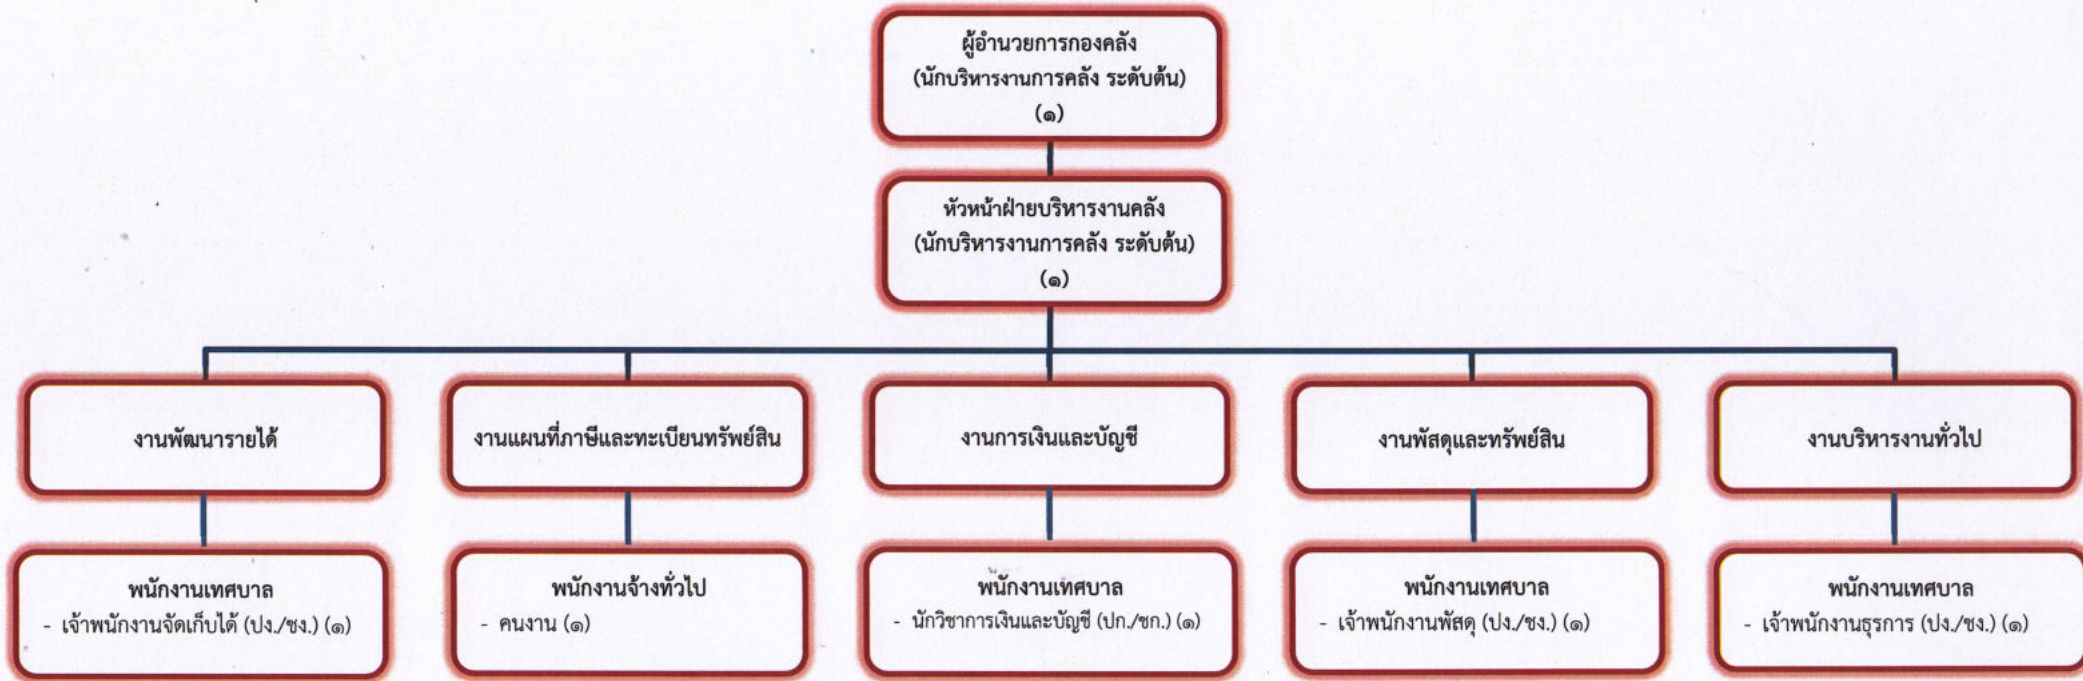 ผู้อำนวยการกองคลัง
(นักบริหารงานการคลัง ระดับต้น)
(๑)
หัวหน้าฝ่ายบริหารงานคลัง
(นักบริหารงานการคลัง ระดับต้น)
(๑)
งานพัฒนารายได้
งานแผนที่ภาษีและทะเบียนทรัพย์สิน
งานการเงินและบัญชี
งานพัสดุและทรัพย์สิน
งานบริหารงานทั่วไป
พนักงานเทศบาล
- เจ้าพนักงานจัดเก็บได้ (ปง./ชง.) (๑)
พนักงานจ้างทั่วไป
- คนงาน (๑)
พนักงานเทศบาล
- นักวิชาการเงินและบัญชี (ปก./ชก.) (๑)
พนักงานเทศบาล
- เจ้าพนักงานพัสดุ (ปง./ชง.) (๑)
พนักงานเทศบาล
- เจ้าพนักงานธุรการ (ปง./ชง.) (๑)